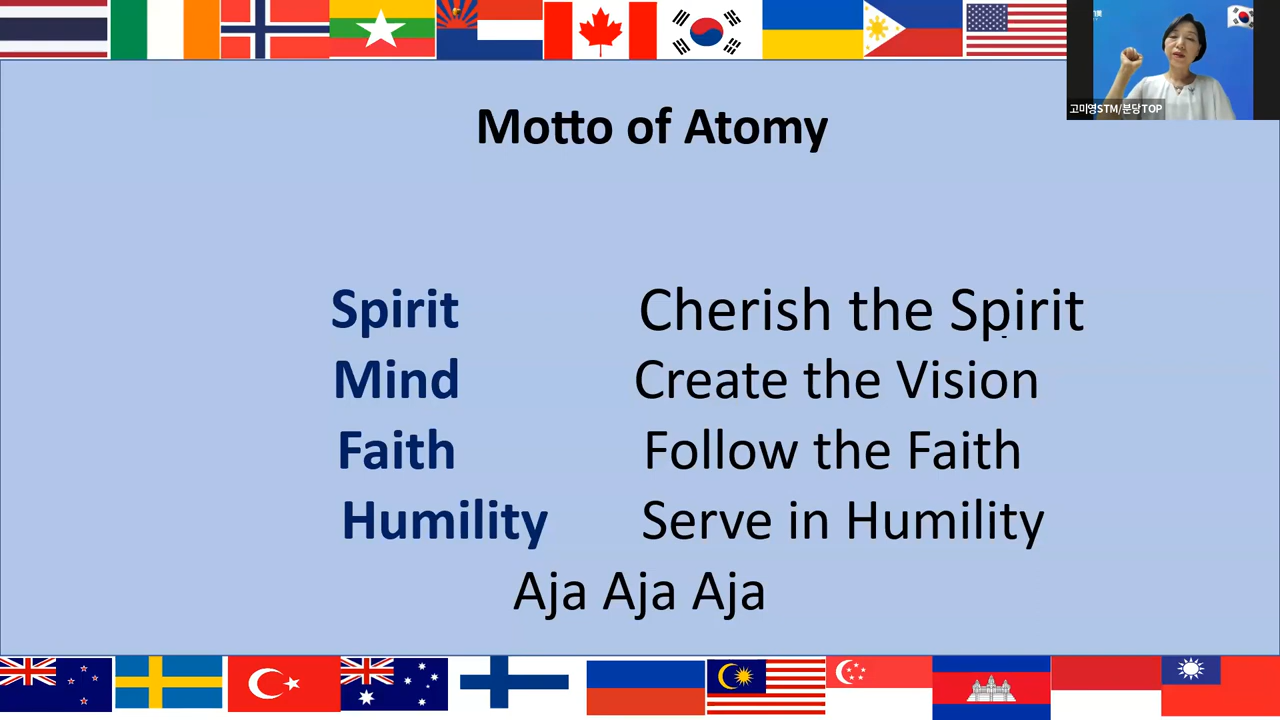 Motto of Atomy
고미영STM/분당TOP
Spirit Cherish the Spirit
Mind Create the Vision
Faith Follow the Faith
Humility Serve in Humility
Aja Aja Aja